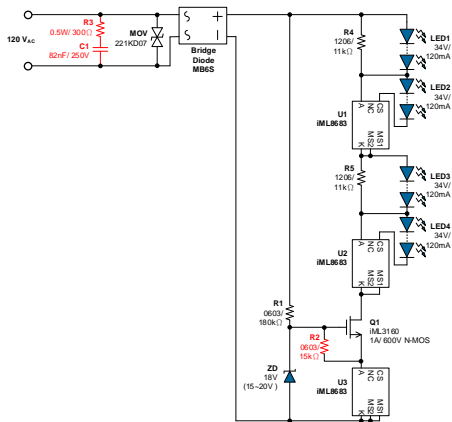 R3
0.5W/ 300Ω
C1
82nF/ 250V
120 VAC
MOV
221KD07
S
S
+
−
Bridge
Diode
MB6S
R4
1206/
11kΩ
LED1
34V/
120mA
LED2
34V/
120mA
U1
iML8683
A
NC
CS
K
MS2
MS1
R5
1206/
11kΩ
LED3
34V/
120mA
LED4
34V/
120mA
U2
iML8683
A
NC
CS
K
MS2
MS1
R1
0603/
180kΩ
R2
0603/
15kΩ
Q1
iML3160
1A/ 600V N-MOS
ZD
18V
(15~20V )
U3
iML8683
A
NC
CS
K
MS2
MS1